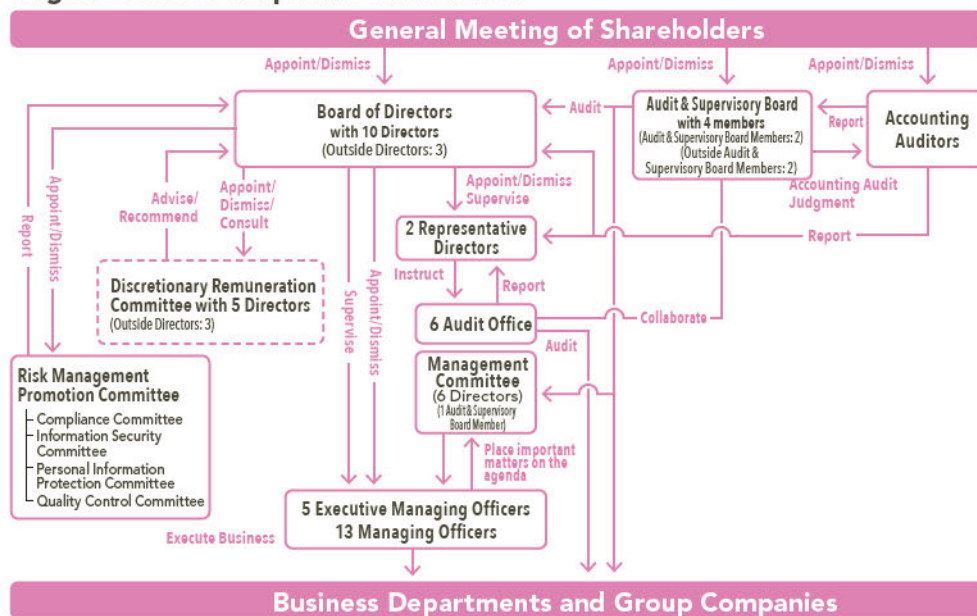 General Meeting of Shareholders
Appoint/Dismiss
Appoint/Dismiss
Appoint/Dismiss
Board of Directors
with 10 Directors
(Outside Directors: 3)
Audit
Audit & Supervisory Board
with 4 members
(Audit & Supervisory Board Members: 2)
(Outside Audit &
Supervisory Board Members: 2)
Report
Accounting
Auditors
Report
Appoint/Dismiss
Advise/
Recommend
Appoint/
Dismiss/
Consult
Appoint/Dismiss
Supervise
Accounting Audit
Judgment
2 Representative
Directors
Report
Discretionary Remuneration
Committee with 5 Directors
(Outside Directors: 3)
Supervise
Appoint/Dismiss
Instruct
Report
6 Audit Office
Collaborate
Audit
Risk Management
Promotion Committee
Compliance Committee
Information Security
Committee
Personal Information
Protection Committee
Quality Control Committee
Management
Committee
(6 Directors)
(1 Audit & Supervisory
Board Member)
Place important
matters on the
agenda
5 Executive Managing Officers
13 Managing Officers
Execute Business
Business Departments and Group Companies